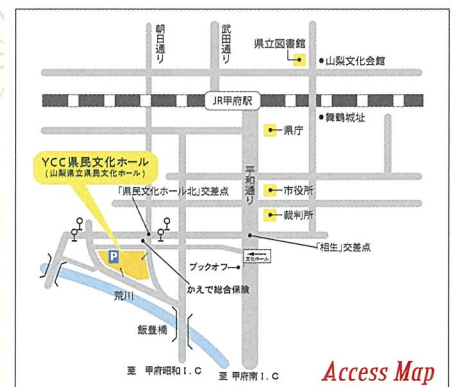 朝日通り
武田通り
県立図書館
山梨文化会館
JR甲府駅
舞鶴城址
県庁
YCC県民文化ホール
(山梨県立県民文化ホール)
平和通り
「県民文化ホール北」交差点
市役所
裁判所
「相生」交差点
P
ブックオフ
文化ホール
かえで総合保険
荒川
飯豊橋
至 甲府昭和I.C
至 甲府南I.C
Access Map